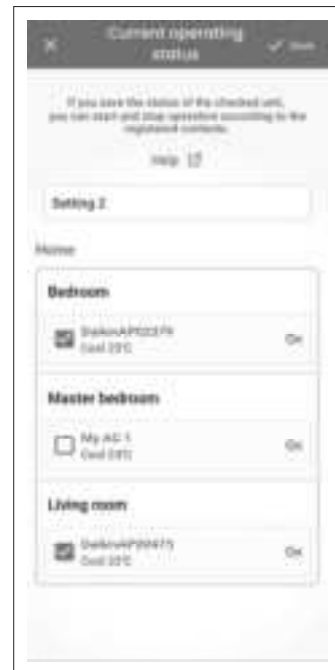 Current operating
status
Save
If you save the status of the checked unit,
you can start and stop operation according to the
registered contents.
Help
Setting 2
Home
Bedroom
On
Master bedroom
My AC 1
On
Living room
On